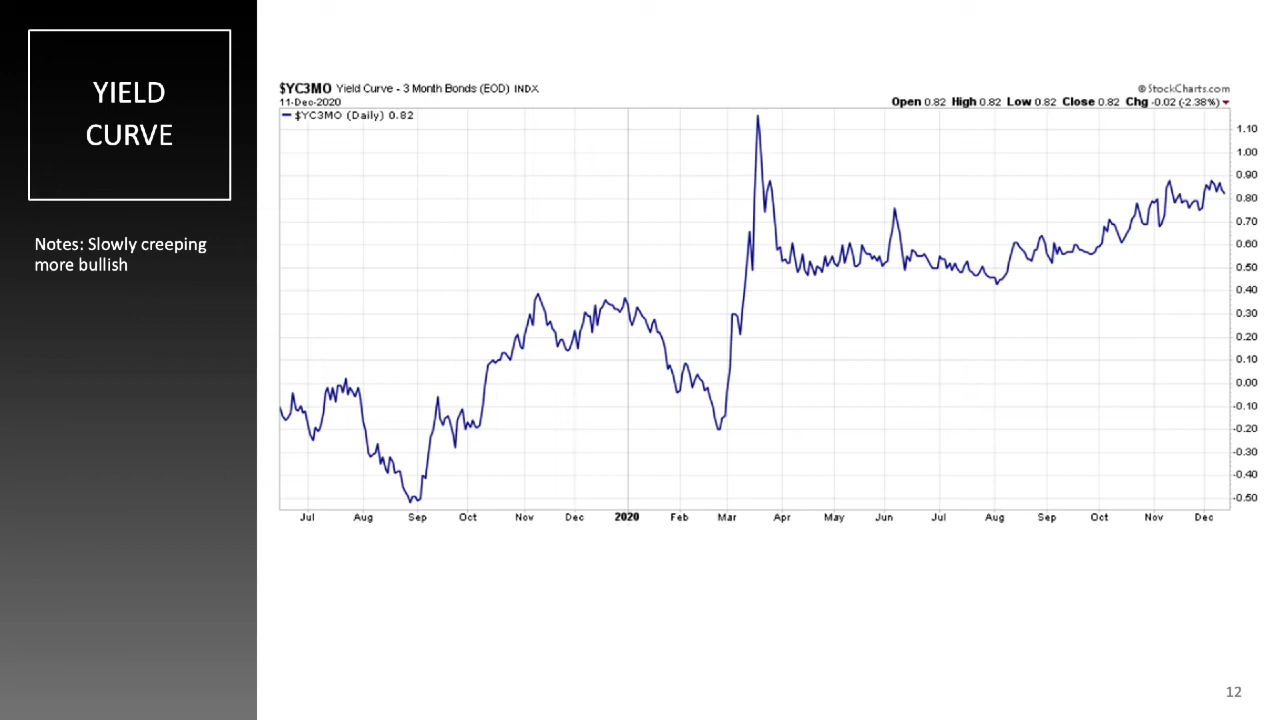 YIELD
CURVE
Notes: Slowly creeping
more bullish
$YC3MO Yield Curve - 3 Month Bonds (EOD) INDX
© StockCharts.com
11-Dec-2020
Open 0.82 High 0.82 Low 0.82 Close 0.82 Chg -0.02 (-2.38%)
$YC3MO (Daily) 0.82
1.10
1.00
0.90
0.80
0.70
0.60
0.50
0.40
0.30
0.20
0.10
0.00
-0.10
-0.20
-0.30
-0.40
-0.50
Jul Aug Sep Oct Nov Dec 2020 Feb Mar Apr May Jun Jul Aug Sep Oct Nov Dec
12